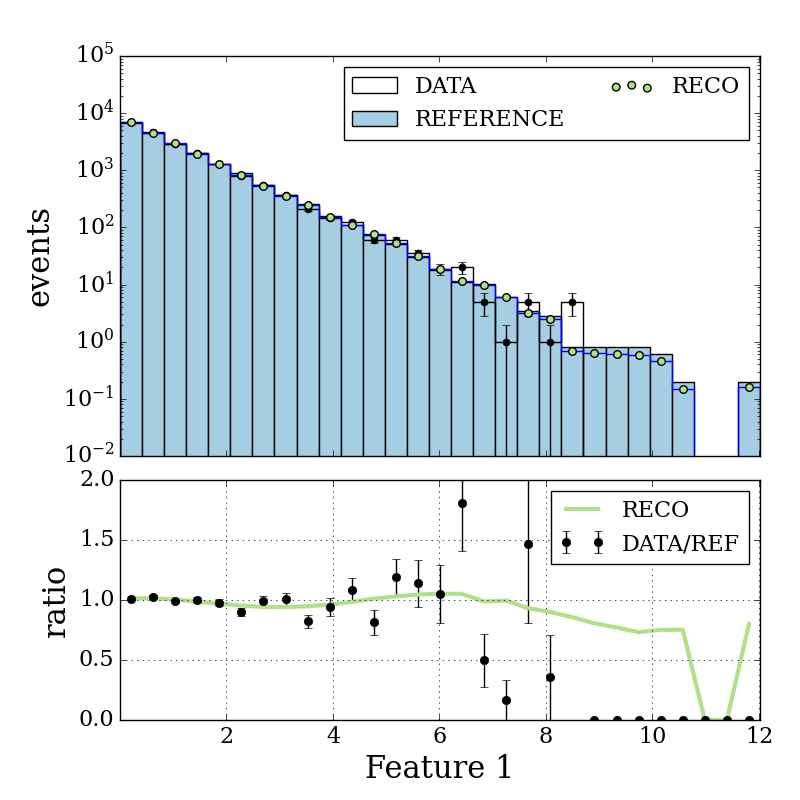 10^5
10^4
10^3
10^2
10^1
10^0
10^-1
10^-2
events
DATA RECO
REFERENCE
2.0
1.5
1.0
0.5
0.0
ratio
RECO
DATA/REF
2 4 6 8 10 12
Feature 1